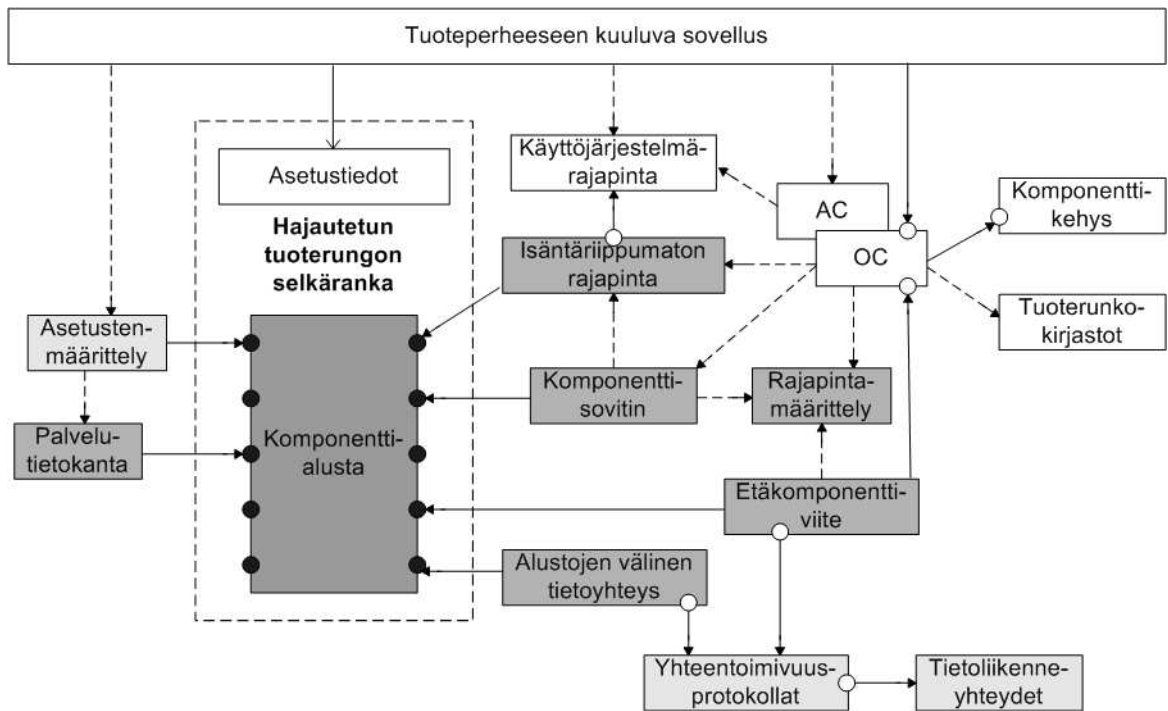 Tuoteperheeseen kuuluva sovellus
Asetustiedot
Hajautetun
tuoterungon
selkäranka
Käyttöjärjestelmä-
rajapinta
AC
OC
Komponentti-
kehys
Isäntäriippumaton
rajapinta
Tuoterunko-
kirjastot
Asetusten-
määrittely
Komponentti-
sovitin
Rajapinta-
määrittely
Palvelu-
tietokanta
Komponentti-
alusta
Etäkomponentti-
viite
Alustojen välinen
tietoyhteys
Yhteentoimivuus-
protokollat
Tietoliikenne-
yhteydet